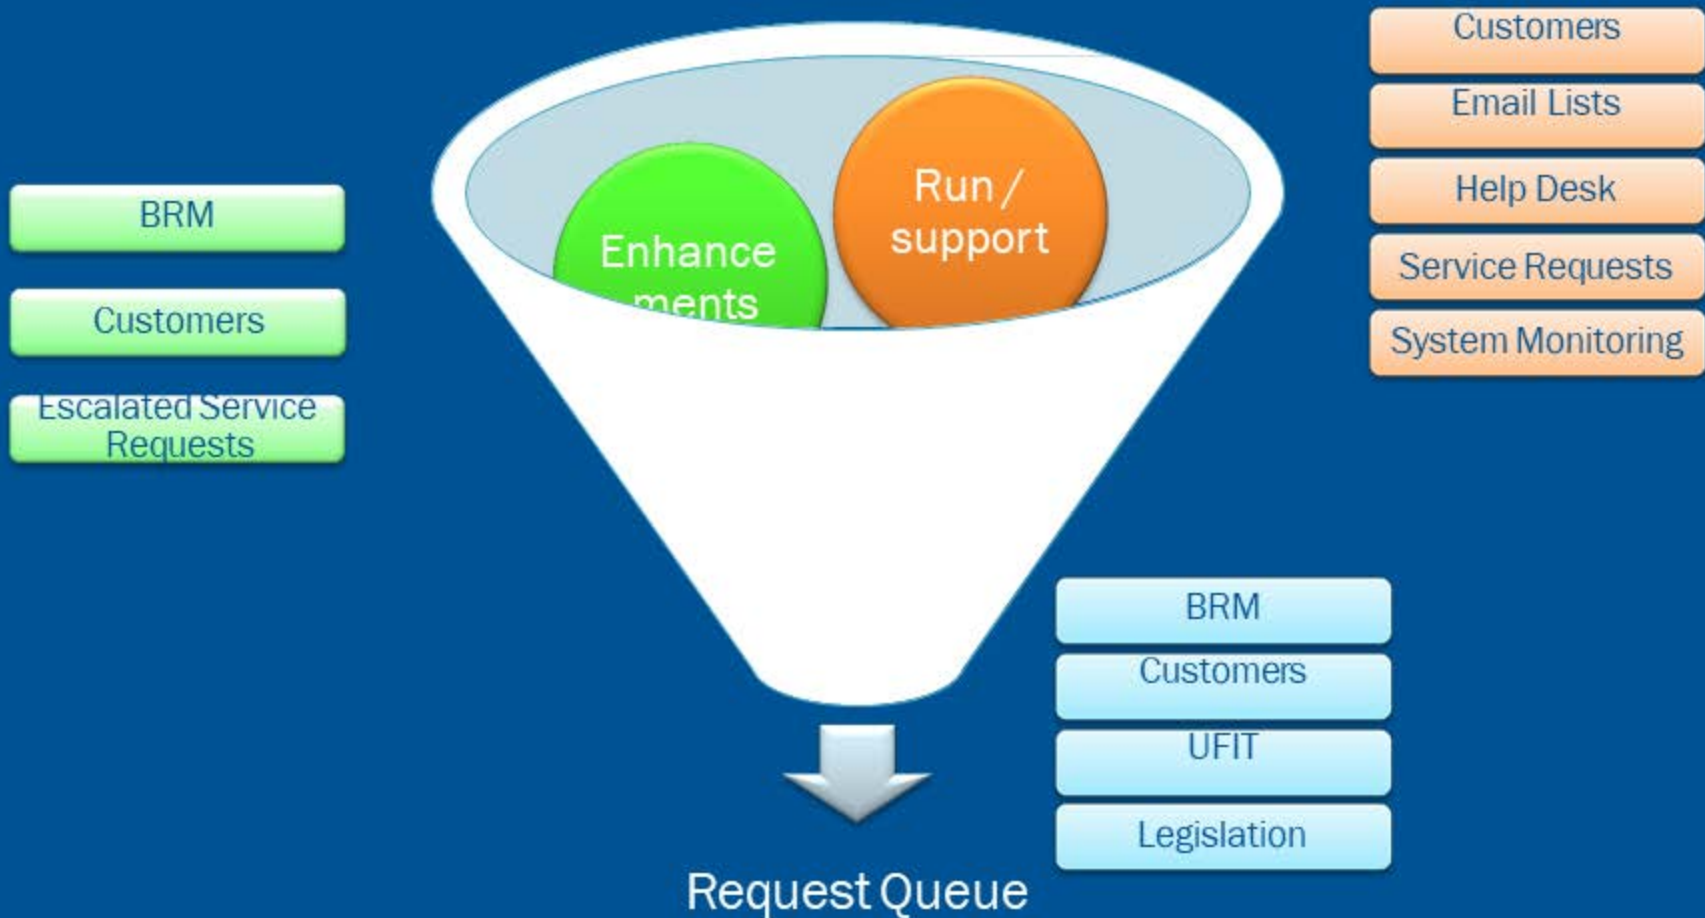 BRM
Customers
Escalated Service
Requests
Enhance
ments
Run /
support
Customers
Email Lists
Help Desk
Service Requests
System Monitoring
BRM
Customers
UFIT
Legislation
Request Queue